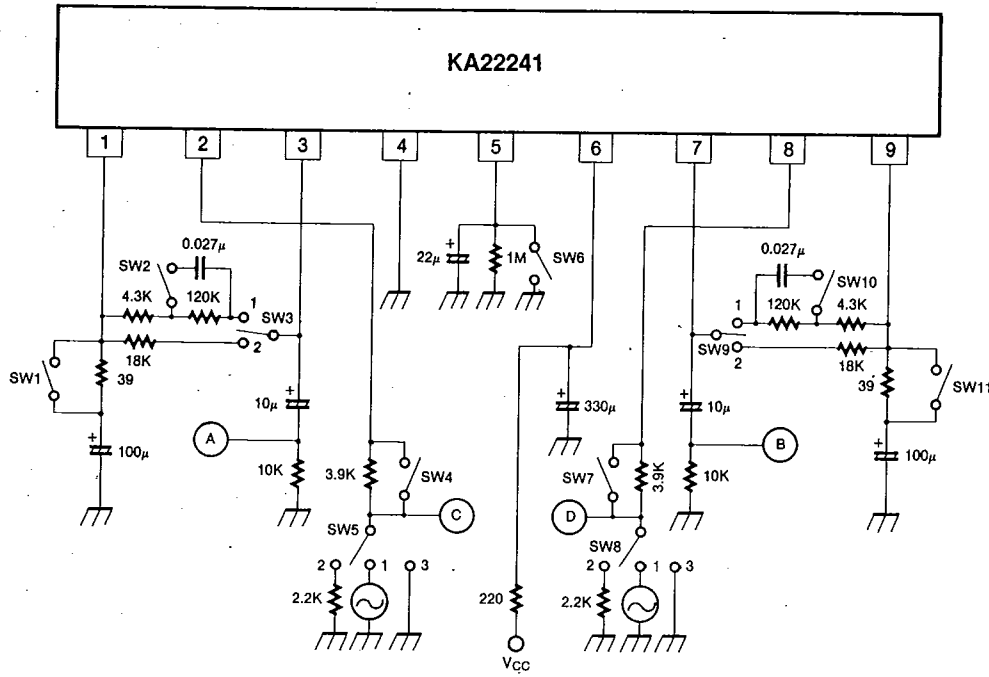 KA22241
1 2 3 4 5 6 7 8 9
0.027μ
SW2
4.3K 120K 1
SW3
2
18K
SW1
39
+
100μ
+
10μ
A
10K
3.9K
SW4
C
SW5
2 1 3
2.2K
+
22μ
1M
SW6
+
330μ
220
VCC
0.027μ
SW10
1 120K 4.3K
SW9
2
18K
39
SW11
+
100μ
+
10μ
B
10K
SW7
3.9K
D
SW8
2 1 3
2.2K